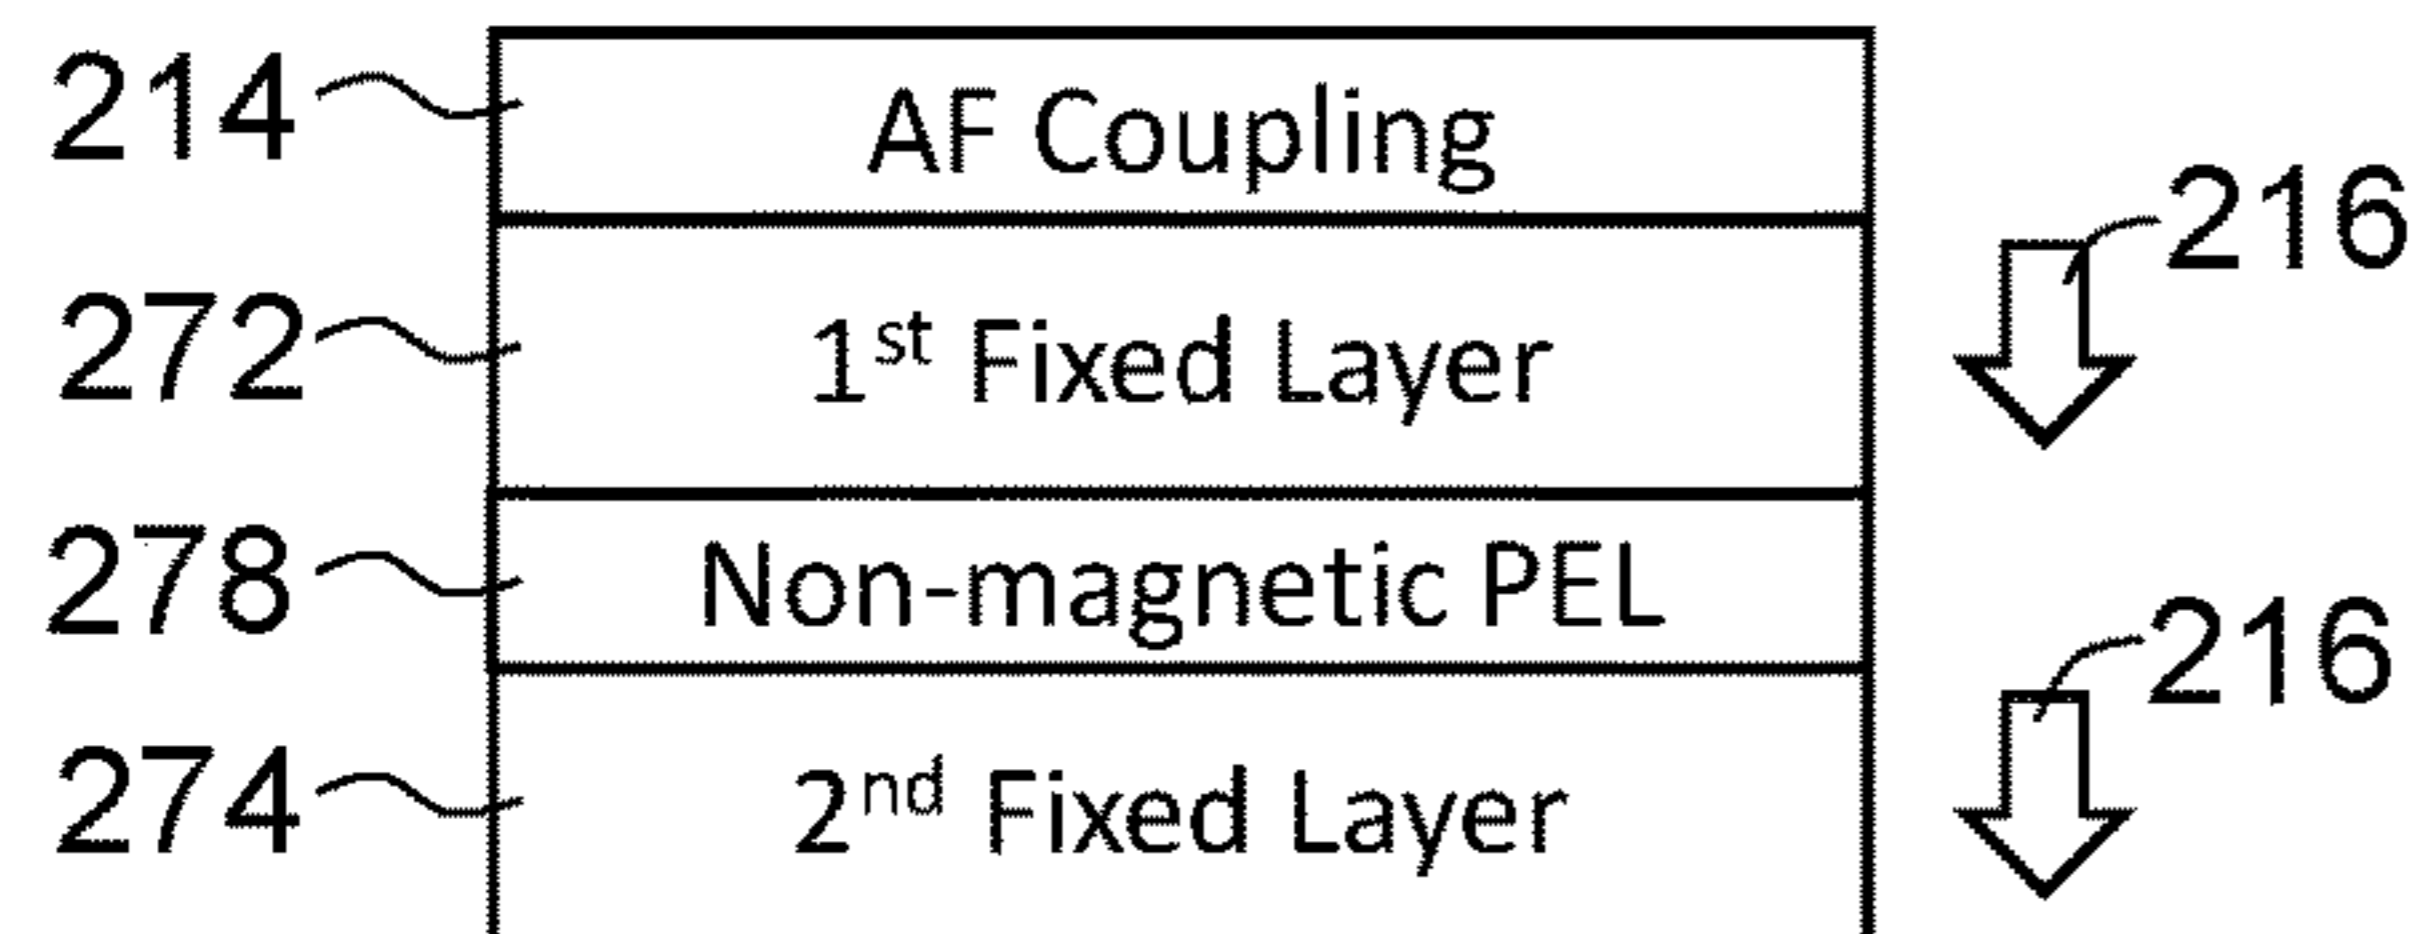 214 AF Coupling
216
272 1st Fixed Layer
278 Non-magnetic PEL
216
274 2nd Fixed Layer